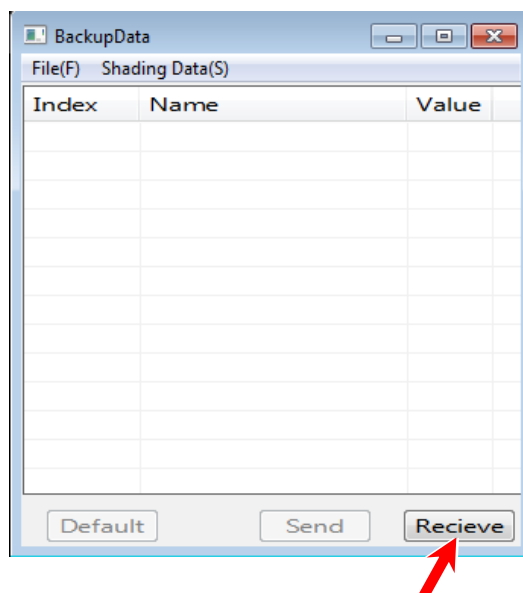 BackupData
File(F) Shading Data(S)
Index Name Value
Default Send Recieve